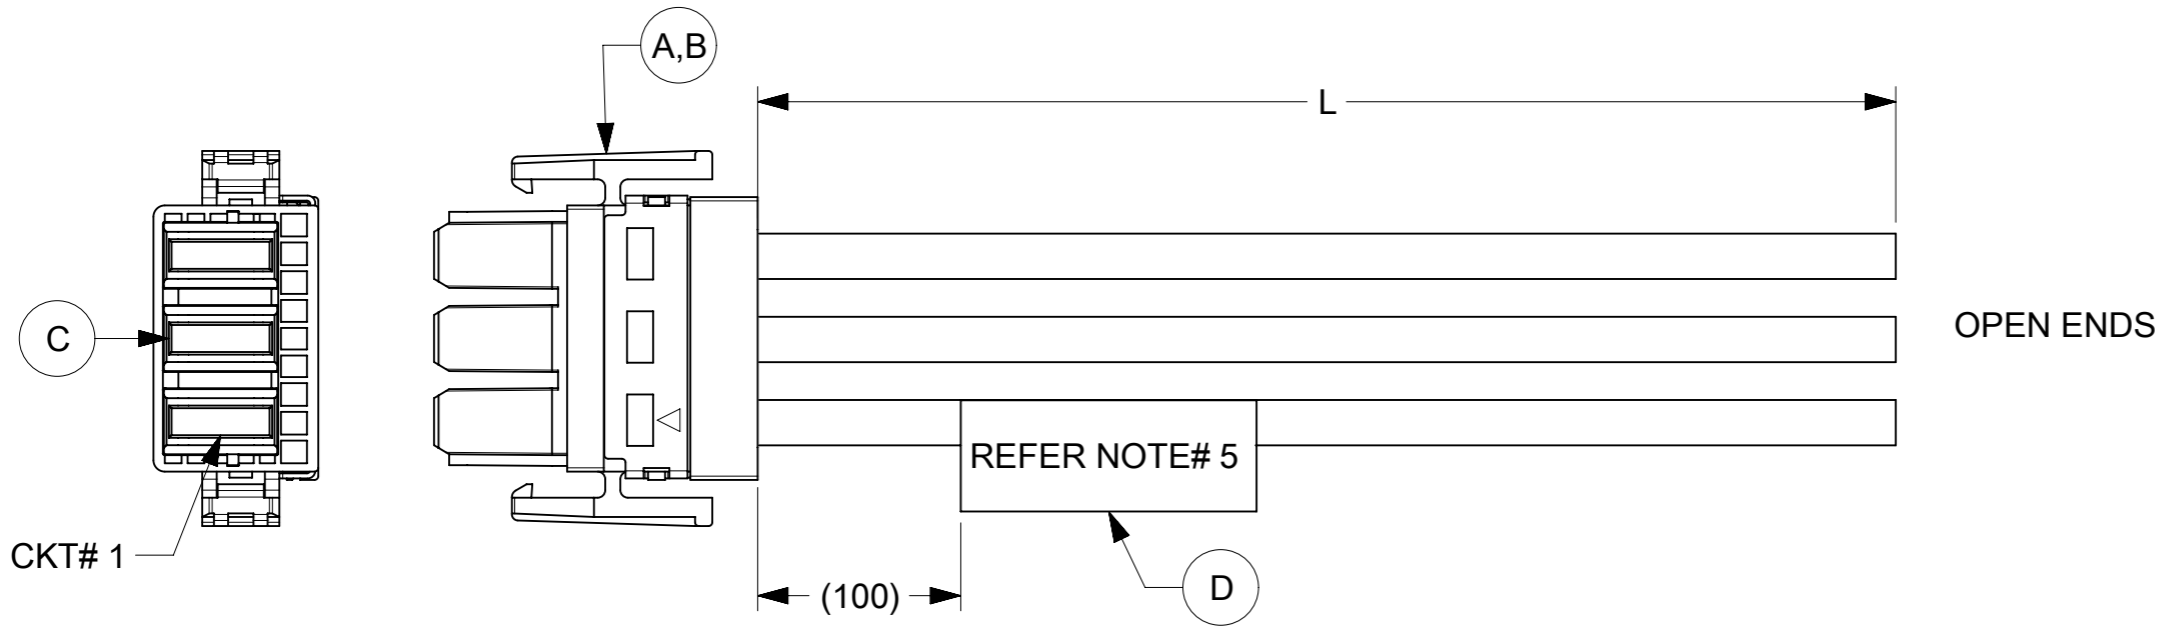 A,B
L
C
OPEN ENDS
REFER NOTE# 5
CKT# 1
(100)
D